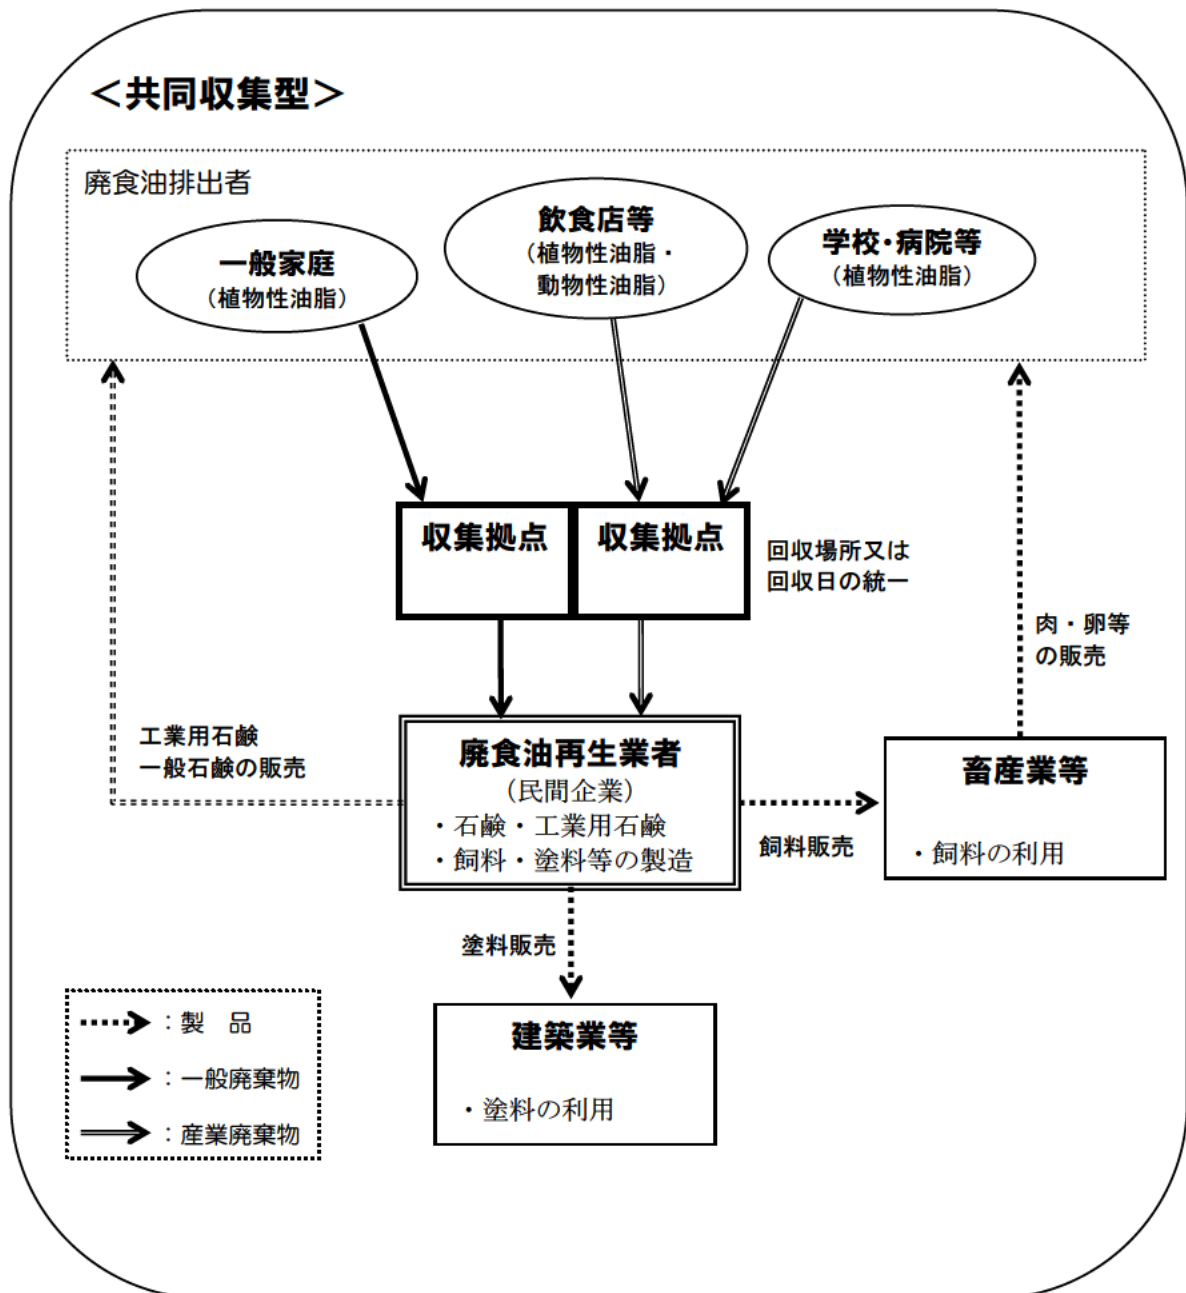 ＜共同収集型＞
廃食油排出者
一般家庭
（植物性油脂）
飲食店等
（植物性油脂・
動物性油脂）
学校・病院等
（植物性油脂）
収集拠点
収集拠点
回収場所又は
回収日の統一
肉・卵等
の販売
工業用石鹸
一般石鹸の販売
廃食油再生業者
（民間企業）
・石鹸・工業用石鹸
・飼料・塗料等の製造
飼料販売
畜産業等
・飼料の利用
塗料販売
建築業等
・塗料の利用
：製　品
：一般廃棄物
：産業廃棄物